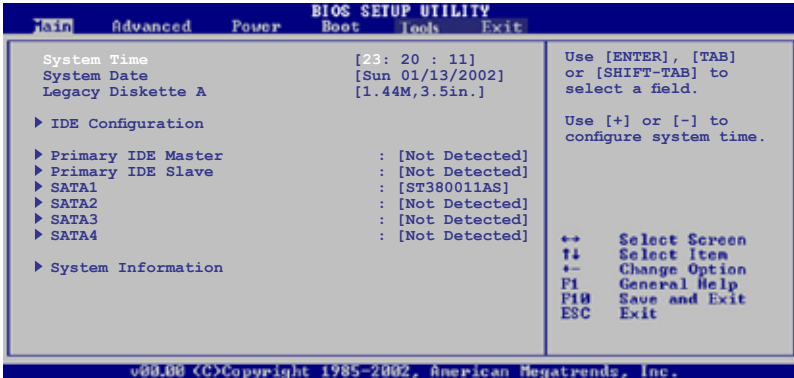 BIOS SETUP UTILITY
Main Advanced Power Boot Tools Exit
System Time [23: 20 : 11]
System Date [Sun 01/13/2002]
Legacy Diskette A [1.44M,3.5in.]
IDE Configuration
Primary IDE Master : [Not Detected]
Primary IDE Slave : [Not Detected]
SATA1 : [ST380011AS]
SATA2 : [Not Detected]
SATA3 : [Not Detected]
SATA4 : [Not Detected]
System Information
Use [ENTER], [TAB]
or [SHIFT-TAB] to
select a field.
Use [+] or [-] to
configure system time.
↔ Select Screen
↑↓ Select Item
+- Change Option
F1 General Help
F10 Save and Exit
ESC Exit
v00.00 (C)Copyright 1985-2002, American Megatrends, Inc.